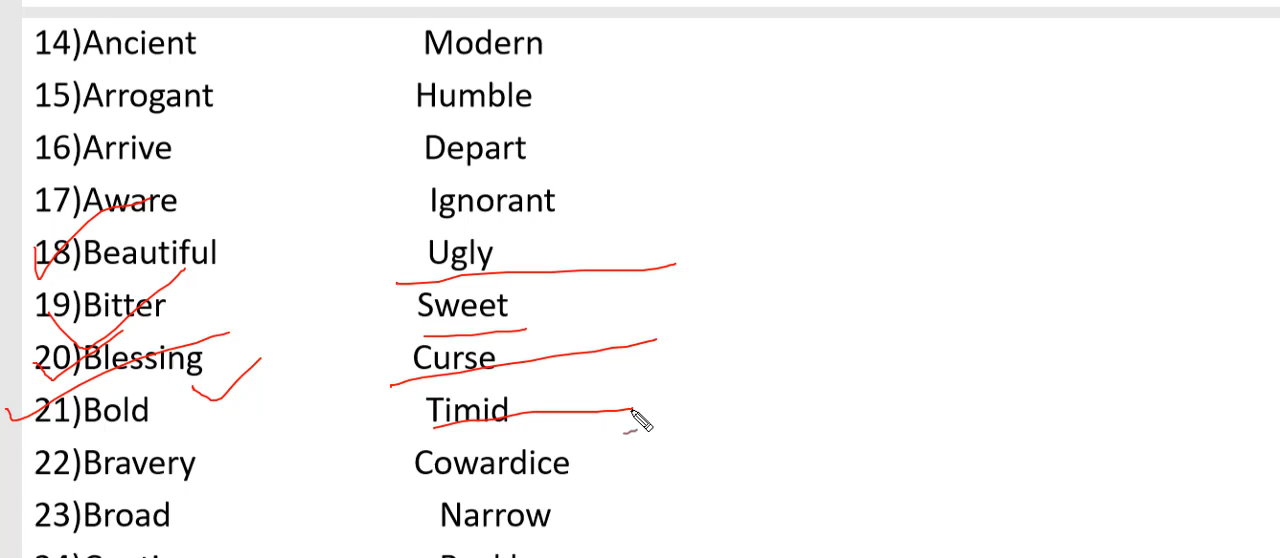 14)Ancient Modern
15)Arrogant Humble
16)Arrive Depart
17)Aware Ignorant
18)Beautiful Ugly
19)Bitter Sweet
20)Blessing Curse
21)Bold Timid
22)Bravery Cowardice
23)Broad Narrow